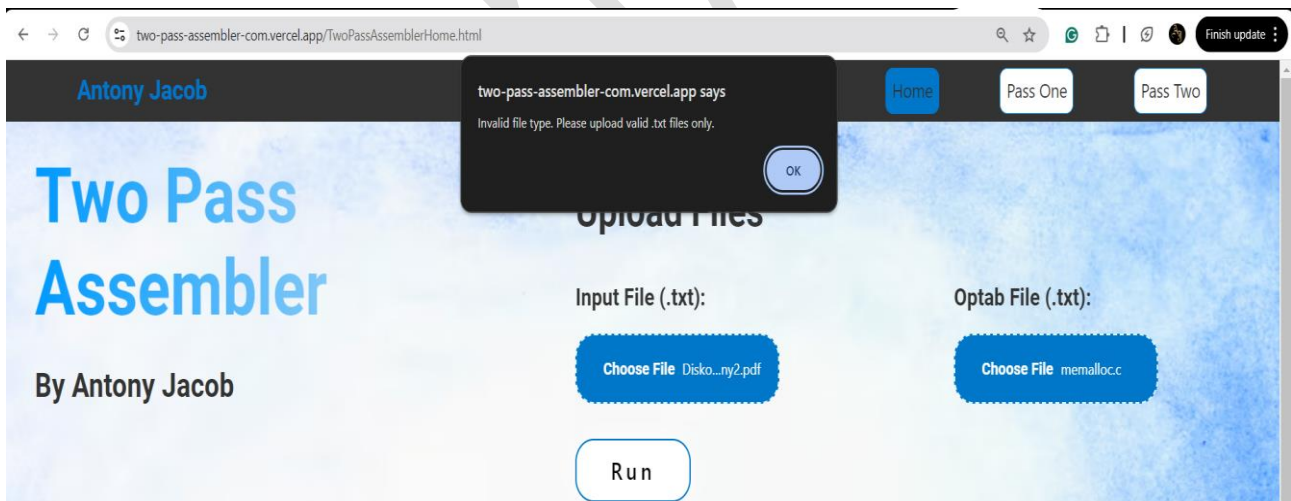 two-pass-assembler-com.vercel.app/TwoPassAssemblerHome.html
Finish update
Antony Jacob
two-pass-assembler-com.vercel.app says
Invalid file type. Please upload valid .txt files only.
OK
Home
Pass One
Pass Two
Two Pass
Assembler
By Antony Jacob
Upload Files
Input File (.txt):
Optab File (.txt):
Choose File Disko...ny2.pdf
Choose File memalloc.c
Run